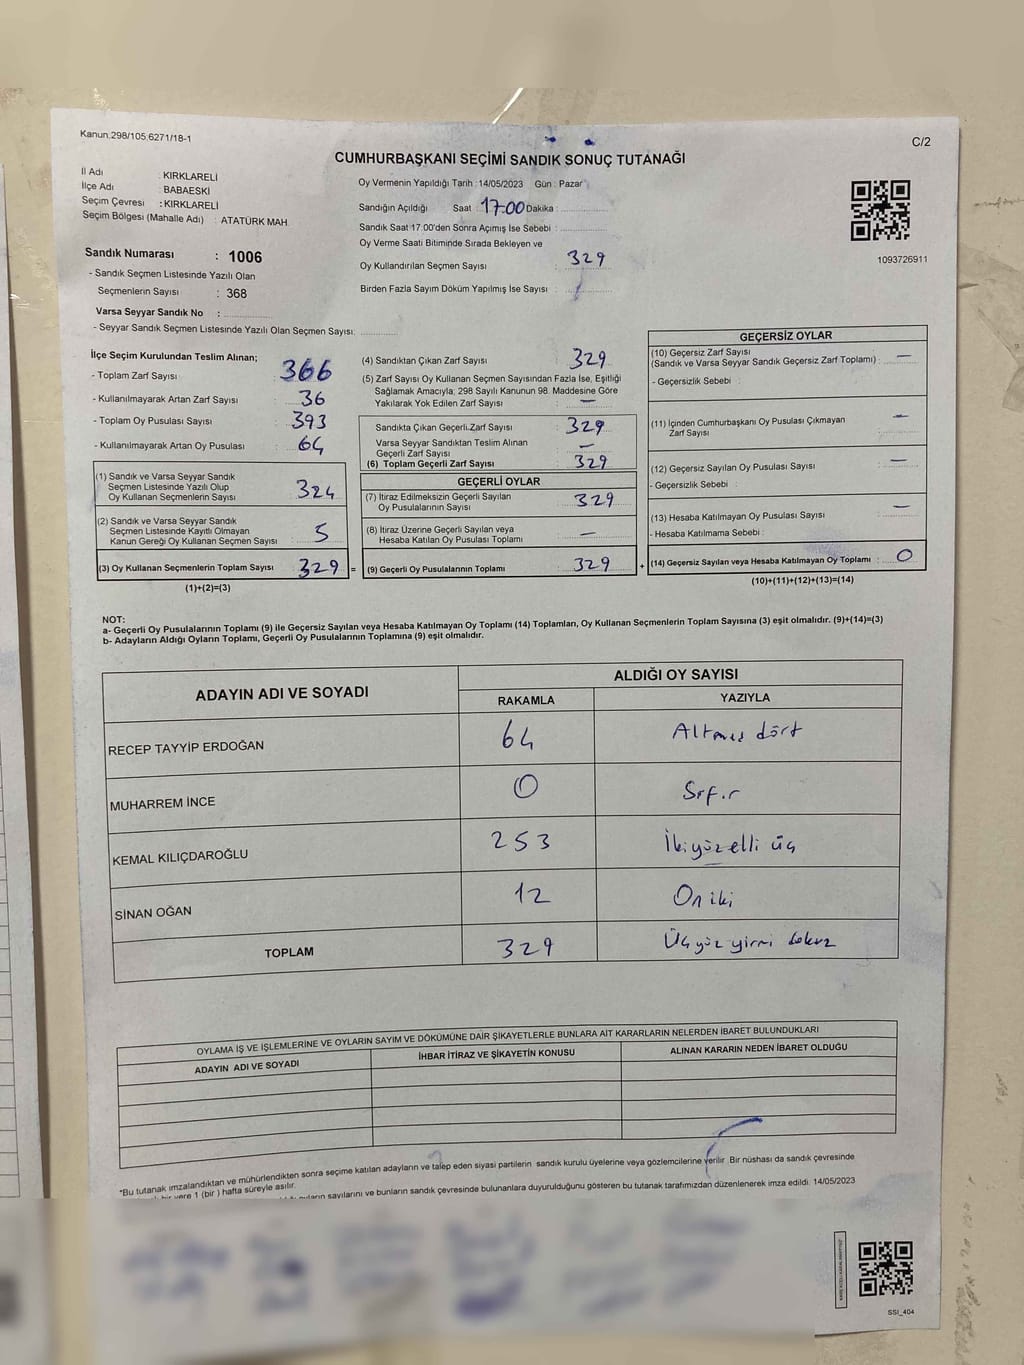 Kanun:298/105,6271/18-1
C/2
CUMHURBAŞKANI SEÇİMİ SANDIK SONUÇ TUTANAĞI
İl Adı : KIRKLARELİ
İlçe Adı : BABAESKİ
Seçim Çevresi : KIRKLARELİ
Seçim Bölgesi (Mahalle Adı) : ATATÜRK MAH.
Sandık Numarası : 1006
- Sandık Seçmen Listesinde Yazılı Olan
Seçmenlerin Sayısı : 368
Varsa Seyyar Sandık No :
- Seyyar Sandık Seçmen Listesinde Yazılı Olan Seçmen Sayısı:
Oy Vermenin Yapıldığı Tarih : 14/05/2023 Gün : Pazar
Sandığın Açıldığı Saat : 17:00 Dakika :
Sandık Saat 17.00'den Sonra Açımış İse Sebebi :
Oy Verme Saati Bitiminde Sırada Bekleyen ve
Oy Kullandırılan Seçmen Sayısı : 329
Birden Fazla Sayım Döküm Yapılmış İse Sayısı :
1093726911
İlçe Seçim Kurulundan Teslim Alınan;
- Toplam Zarf Sayısı : 366
- Kullanılmayarak Artan Zarf Sayısı : 36
- Toplam Oy Pusulası Sayısı : 393
- Kullanılmayarak Artan Oy Pusulası : 64
(1) Sandık ve Varsa Seyyar Sandık
Seçmen Listesinde Yazılı Olup
Oy Kullanan Seçmenlerin Sayısı : 324
(2) Sandık ve Varsa Seyyar Sandık
Seçmen Listesinde Kayıtlı Olmayan
Kanun Gereği Oy Kullanan Seçmen Sayısı : 5
(3) Oy Kullanan Seçmenlerin Toplam Sayısı : 329 =
(1)+(2)=(3)
(4) Sandıktan Çıkan Zarf Sayısı : 329
(5) Zarf Sayısı Oy Kullanan Seçmen Sayısından Fazla İse, Eşitliği
Sağlamak Amacıyla, 298 Sayılı Kanunun 98. Maddesine Göre
Yakılarak Yok Edilen Zarf Sayısı : —
Sandıkta Çıkan Geçerli Zarf Sayısı : 329
Varsa Seyyar Sandıktan Teslim Alınan
Geçerli Zarf Sayısı : —
(6) Toplam Geçerli Zarf Sayısı : 329
GEÇERLİ OYLAR
(7) İtiraz Edilmeksizin Geçerli Sayılan
Oy Pusulalarının Sayısı : 329
(8) İtiraz Üzerine Geçerli Sayılan veya
Hesaba Katılan Oy Pusulası Toplamı : —
(9) Geçerli Oy Pusulalarının Toplamı : 329 +
GEÇERSİZ OYLAR
(10) Geçersiz Zarf Sayısı
(Sandık ve Varsa Seyyar Sandık Geçersiz Zarf Toplamı) : —
- Geçersizlik Sebebi :
(11) İçinden Cumhurbaşkanı Oy Pusulası Çıkmayan
Zarf Sayısı : —
(12) Geçersiz Sayılan Oy Pusulası Sayısı : —
- Geçersizlik Sebebi :
(13) Hesaba Katılmayan Oy Pusulası Sayısı : —
- Hesaba Katılmama Sebebi :
(14) Geçersiz Sayılan veya Hesaba Katılmayan Oy Toplamı : 0
(10)+(11)+(12)+(13)=(14)
NOT:
a- Geçerli Oy Pusulalarının Toplamı (9) ile Geçersiz Sayılan veya Hesaba Katılmayan Oy Toplamı (14) Toplamları, Oy Kullanan Seçmenlerin Toplam Sayısına (3) eşit olmalıdır. (9)+(14)=(3)
b- Adayların Aldığı Oyların Toplamı, Geçerli Oy Pusulalarının Toplamına (9) eşit olmalıdır.
ADAYIN ADI VE SOYADI
ALDIĞI OY SAYISI
RAKAMLA YAZIYLA
RECEP TAYYİP ERDOĞAN 64 Altmış dört
MUHARREM İNCE 0 Sıfır
KEMAL KILIÇDAROĞLU 253 İkiyüzelli üç
SİNAN OĞAN 12 On iki
TOPLAM 329 Üçyüz yirmi dokuz
OYLAMA İŞ VE İŞLEMLERİNE VE OYLARIN SAYIM VE DÖKÜMÜNE DAİR ŞİKAYETLERLE BUNLARA AİT KARARLARIN NELERDEN İBARET BULUNDUKLARI
ADAYIN ADI VE SOYADI İHBAR İTİRAZ VE ŞİKAYETİN KONUSU ALINAN KARARIN NEDEN İBARET OLDUĞU
*Bu tutanak imzalandıktan ve mühürlendikten sonra seçime katılan adayların ve talep eden siyasi partilerin sandık kurulu üyelerine veya gözlemcilerine verilir. Bir nüshası da sandık çevresinde
bir yere 1 (bir) hafta süreyle asılır.
sayılarını ve bunların sandık çevresinde bulunanlara duyurulduğunu gösteren bu tutanak tarafımızdan düzenlenerek imza edildi. 14/05/2023
SSI_404